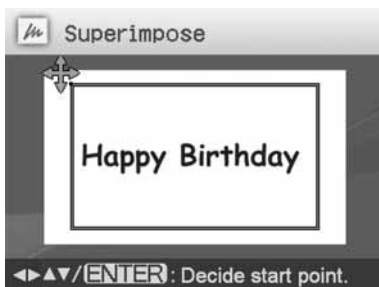 Superimpose
Happy Birthday
◄►▲▼/ENTER: Decide start point.